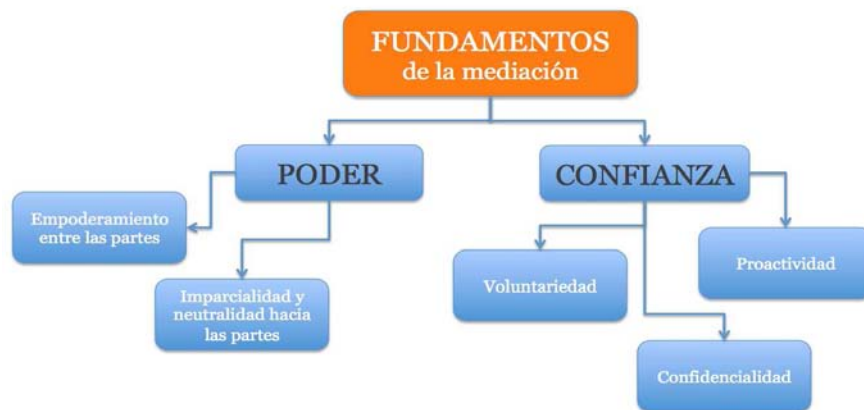 FUNDAMENTOS
de la mediación
PODER
CONFIANZA
Empoderamiento
entre las partes
Imparcialidad y
neutralidad hacia
las partes
Voluntariedad
Proactividad
Confidencialidad